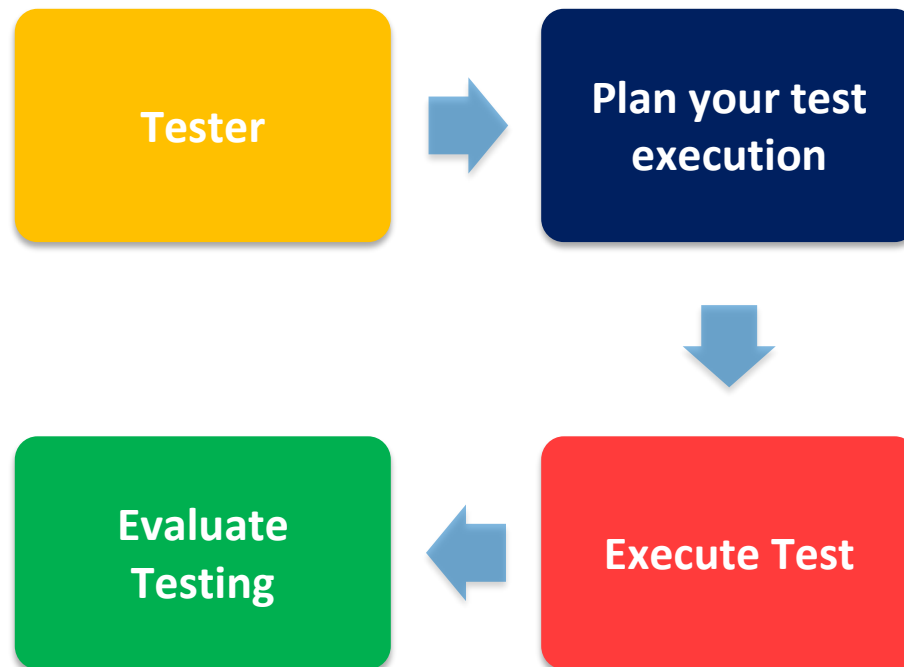 Tester
Plan your test
execution
Execute Test
Evaluate
Testing